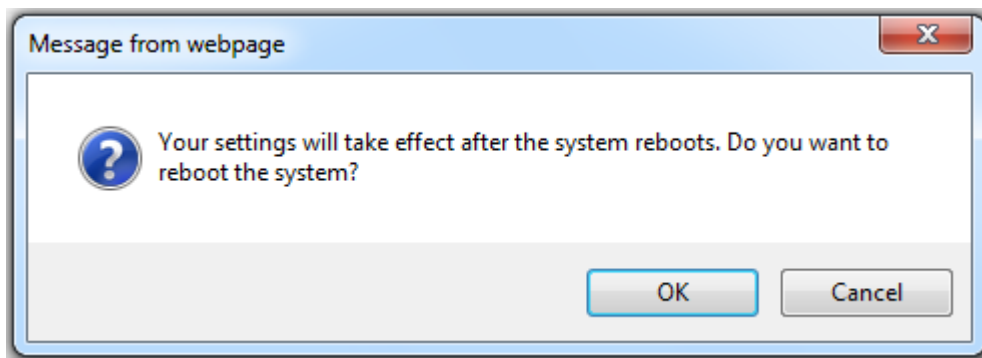 Message from webpage
Your settings will take effect after the system reboots. Do you want to
reboot the system?
OK
Cancel